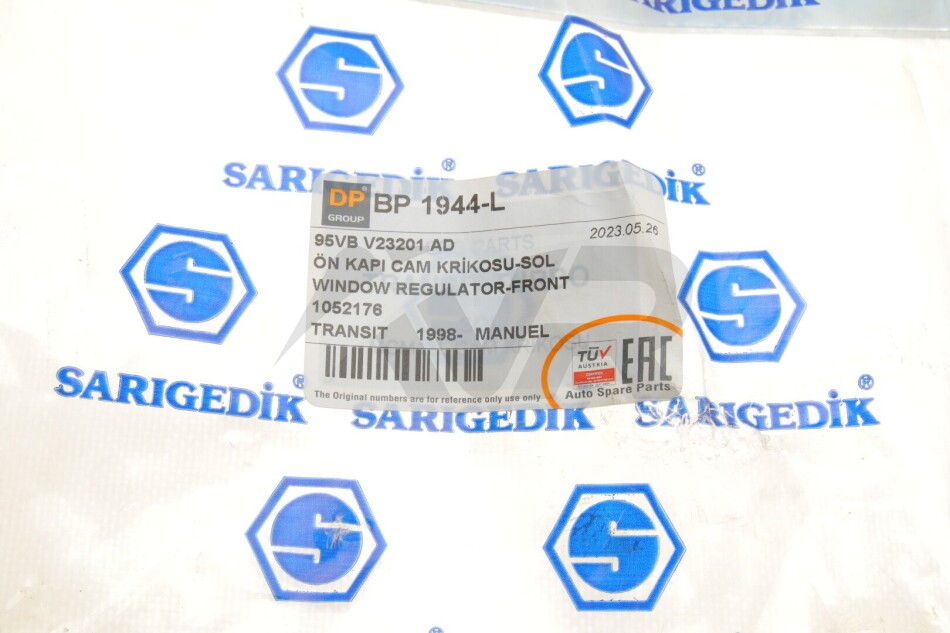 SARIGEDİK
SARIGEDİK®
SARIGEDİK®
DP®
GROUP
BP 1944-L
95VB V23201 AD
2023.05.26
ÖN KAPI CAM KRİKOSU-SOL
WINDOW REGULATOR-FRONT
1052176
TRANSIT 1998- MANUEL
TÜV
AUSTRIA
EAC
The Original numbers are for reference only use only
Auto Spare Parts
SARIGEDİK®
SARIGEDİK®
SARIGEDİK®